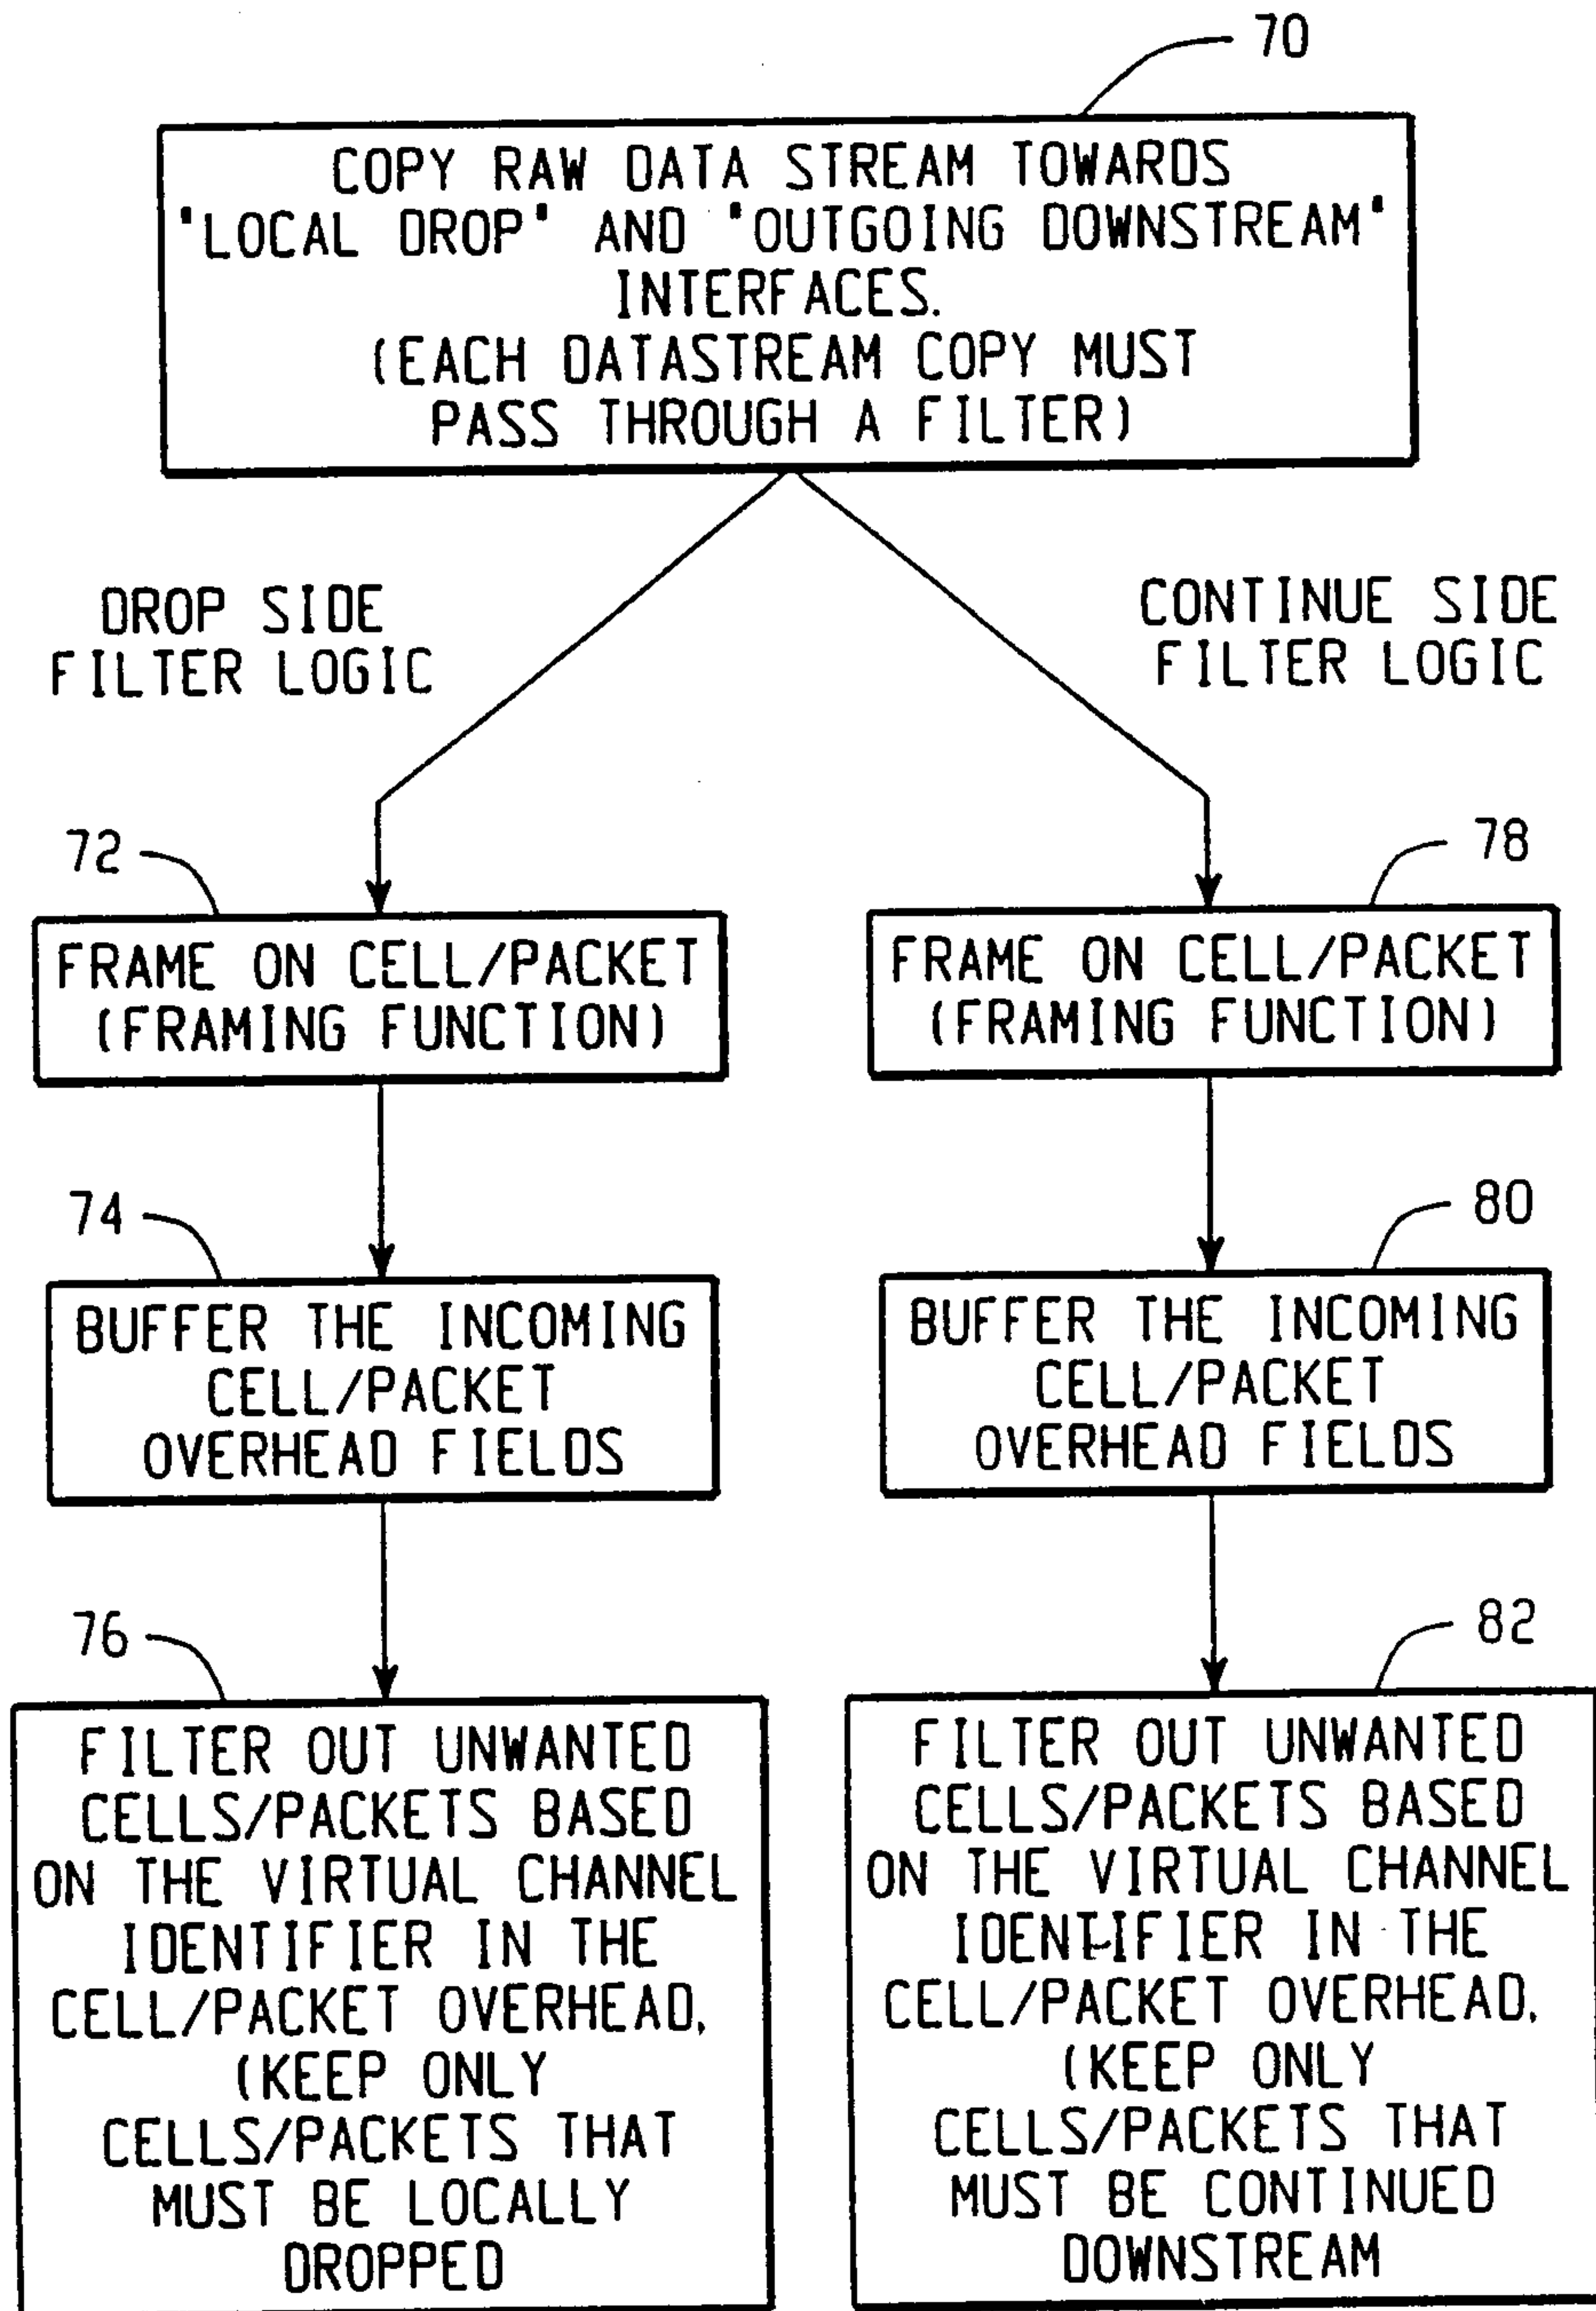 70
COPY RAW DATA STREAM TOWARDS
"LOCAL DROP" AND "OUTGOING DOWNSTREAM"
INTERFACES.
(EACH DATASTREAM COPY MUST
PASS THROUGH A FILTER)
DROP SIDE
FILTER LOGIC
CONTINUE SIDE
FILTER LOGIC
72
FRAME ON CELL/PACKET
(FRAMING FUNCTION)
78
FRAME ON CELL/PACKET
(FRAMING FUNCTION)
74
BUFFER THE INCOMING
CELL/PACKET
OVERHEAD FIELDS
80
BUFFER THE INCOMING
CELL/PACKET
OVERHEAD FIELDS
76
FILTER OUT UNWANTED
CELLS/PACKETS BASED
ON THE VIRTUAL CHANNEL
IDENTIFIER IN THE
CELL/PACKET OVERHEAD,
(KEEP ONLY
CELLS/PACKETS THAT
MUST BE LOCALLY
DROPPED
82
FILTER OUT UNWANTED
CELLS/PACKETS BASED
ON THE VIRTUAL CHANNEL
IDENTIFIER IN THE
CELL/PACKET OVERHEAD,
(KEEP ONLY
CELLS/PACKETS THAT
MUST BE CONTINUED
DOWNSTREAM